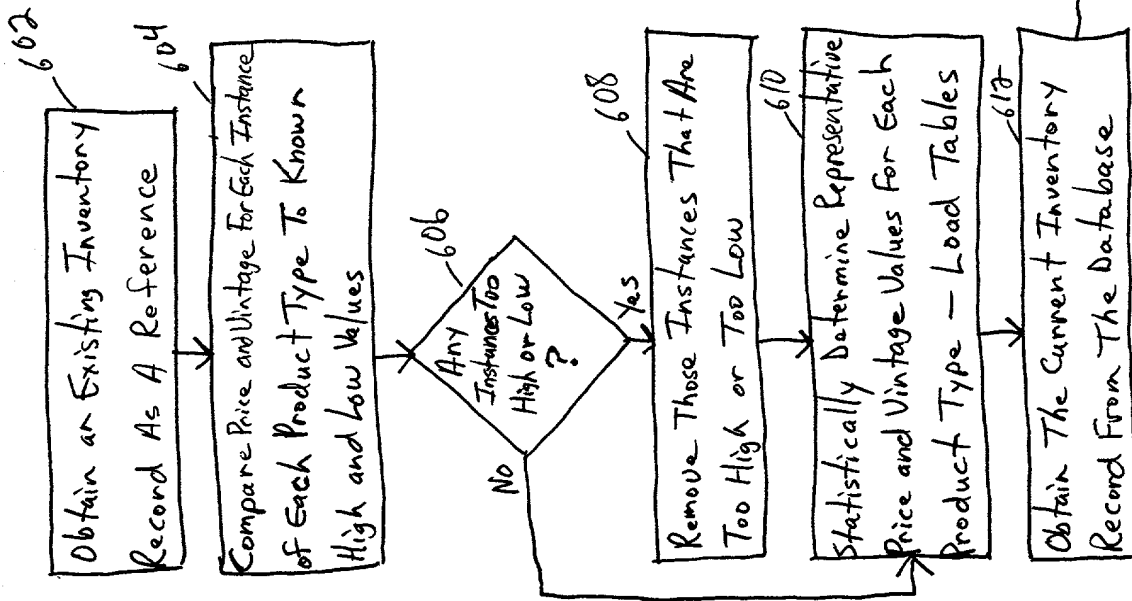 602
Obtain an Existing Inventory
Record As A Reference
604
Compare Price and Vintage For Each Instance
of Each Product Type To Known
High and Low Values
606
Any
Instances Too
High or Low
?
Yes
No
608
Remove Those Instances That Are
Too High or Too Low
610
Statistically Determine Representative
Price and Vintage Values For Each
Product Type — Load Tables
612
Obtain The Current Inventory
Record From The Database